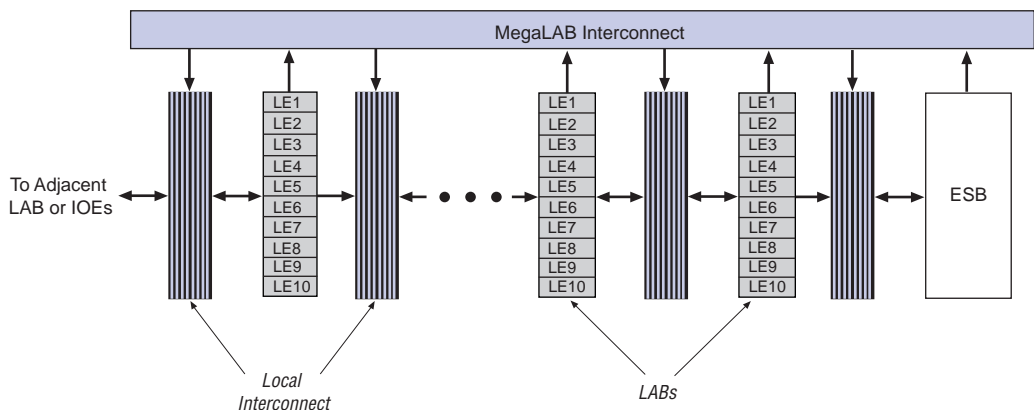 MegaLAB Interconnect
LE1
LE2
LE3
LE4
LE5
LE6
LE7
LE8
LE9
LE10
LE1
LE2
LE3
LE4
LE5
LE6
LE7
LE8
LE9
LE10
LE1
LE2
LE3
LE4
LE5
LE6
LE7
LE8
LE9
LE10
To Adjacent
LAB or IOEs
ESB
Local
Interconnect
LABs